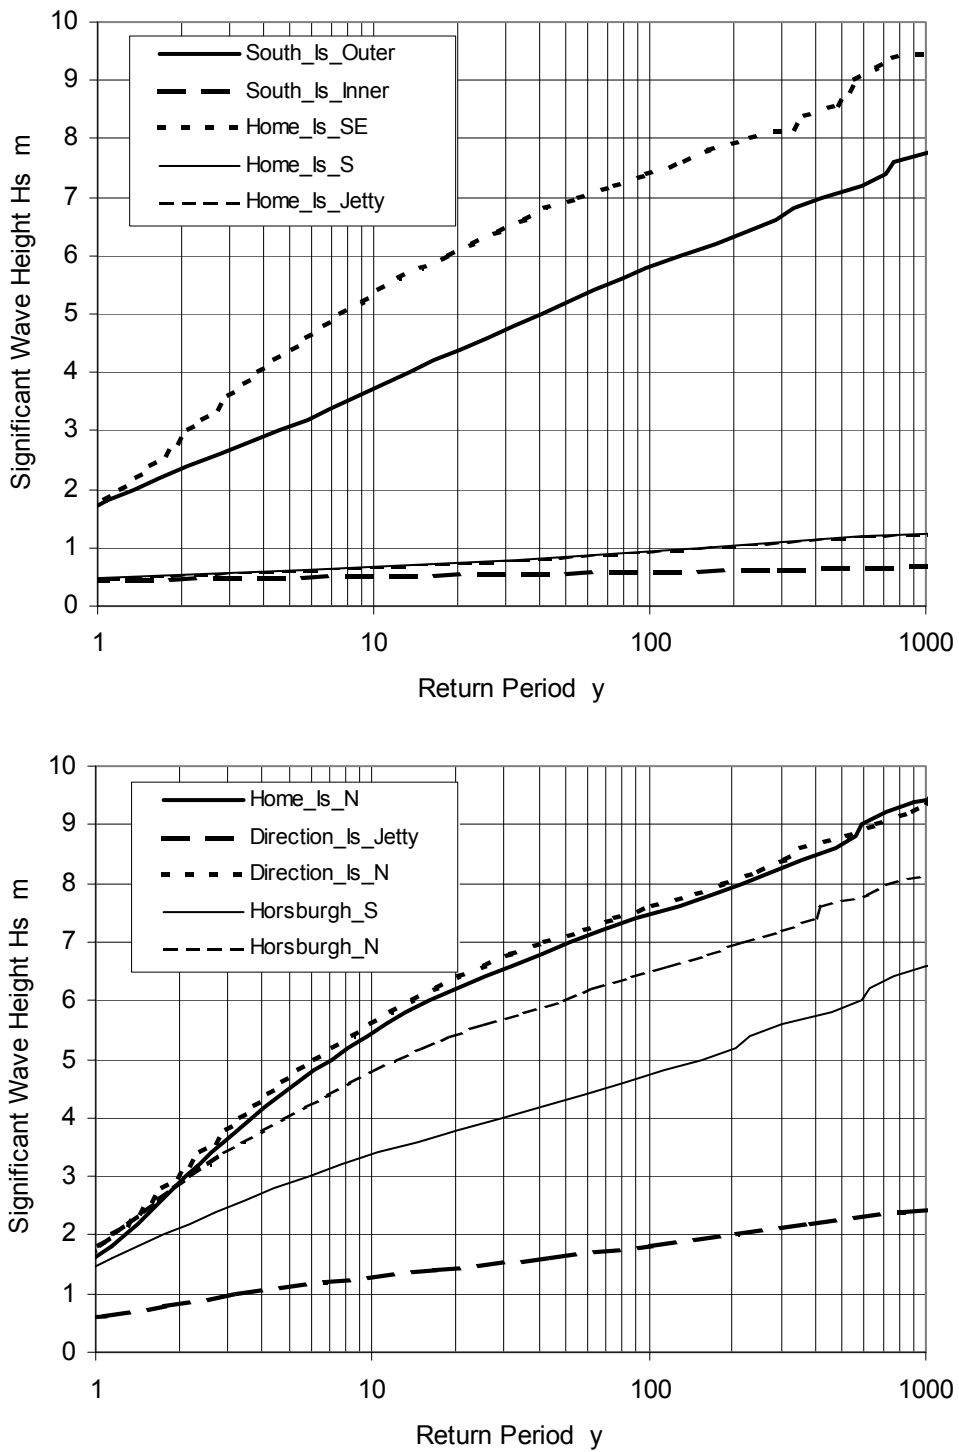 10
9
8
7
6
5
4
3
2
1
0
Significant Wave Height Hs m
South_Is_Outer
South_Is_Inner
Home_Is_SE
Home_Is_S
Home_Is_Jetty
1 10 100 1000
Return Period y
10
9
8
7
6
5
4
3
2
1
0
Significant Wave Height Hs m
Home_Is_N
Direction_Is_Jetty
Direction_Is_N
Horsburgh_S
Horsburgh_N
1 10 100 1000
Return Period y